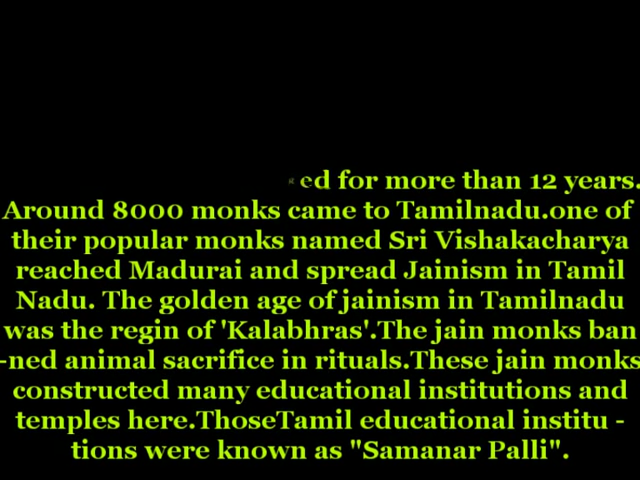 ed for more than 12 years.
Around 8000 monks came to Tamilnadu.one of
their popular monks named Sri Vishakacharya
reached Madurai and spread Jainism in Tamil
Nadu. The golden age of jainism in Tamilnadu
was the regin of 'Kalabhras'.The jain monks ban
-ned animal sacrifice in rituals.These jain monks
constructed many educational institutions and
temples here.ThoseTamil educational institu -
tions were known as "Samanar Palli".